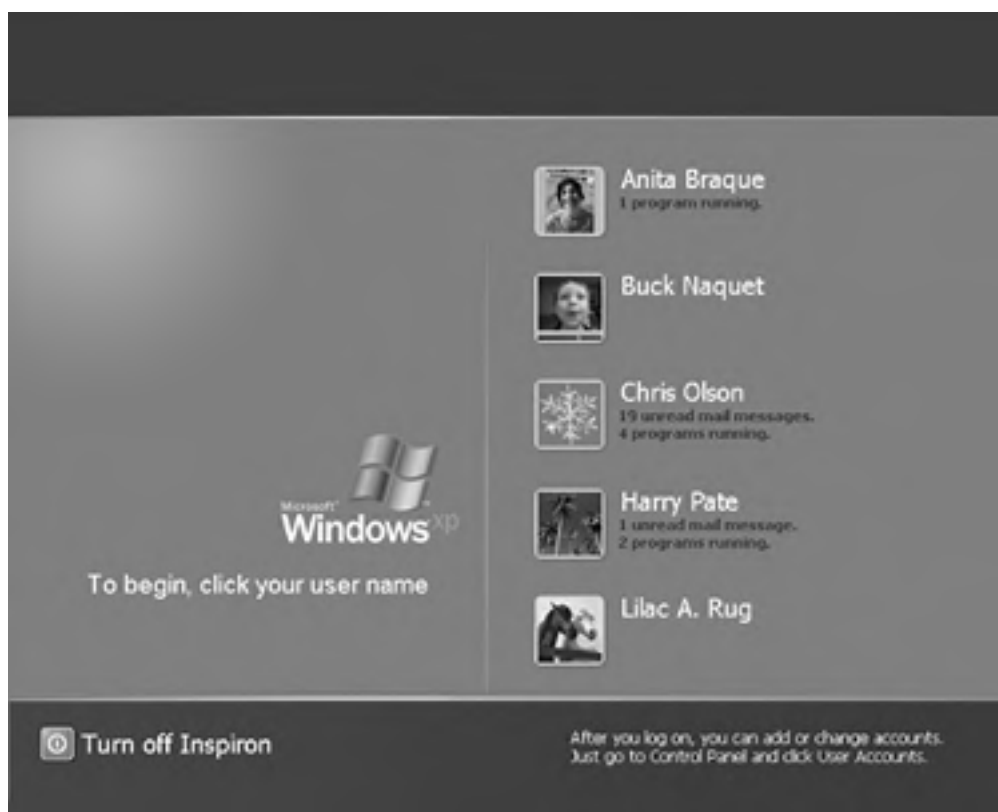 Anita Braque
1 program running.
Buck Naquet
Chris Olson
19 unread mail messages.
4 programs running.
Harry Pate
1 unread mail message.
2 programs running.
Lilac A. Rug
Microsoft®
Windows xp
To begin, click your user name
Turn off Inspiron
After you log on, you can add or change accounts.
Just go to Control Panel and click User Accounts.